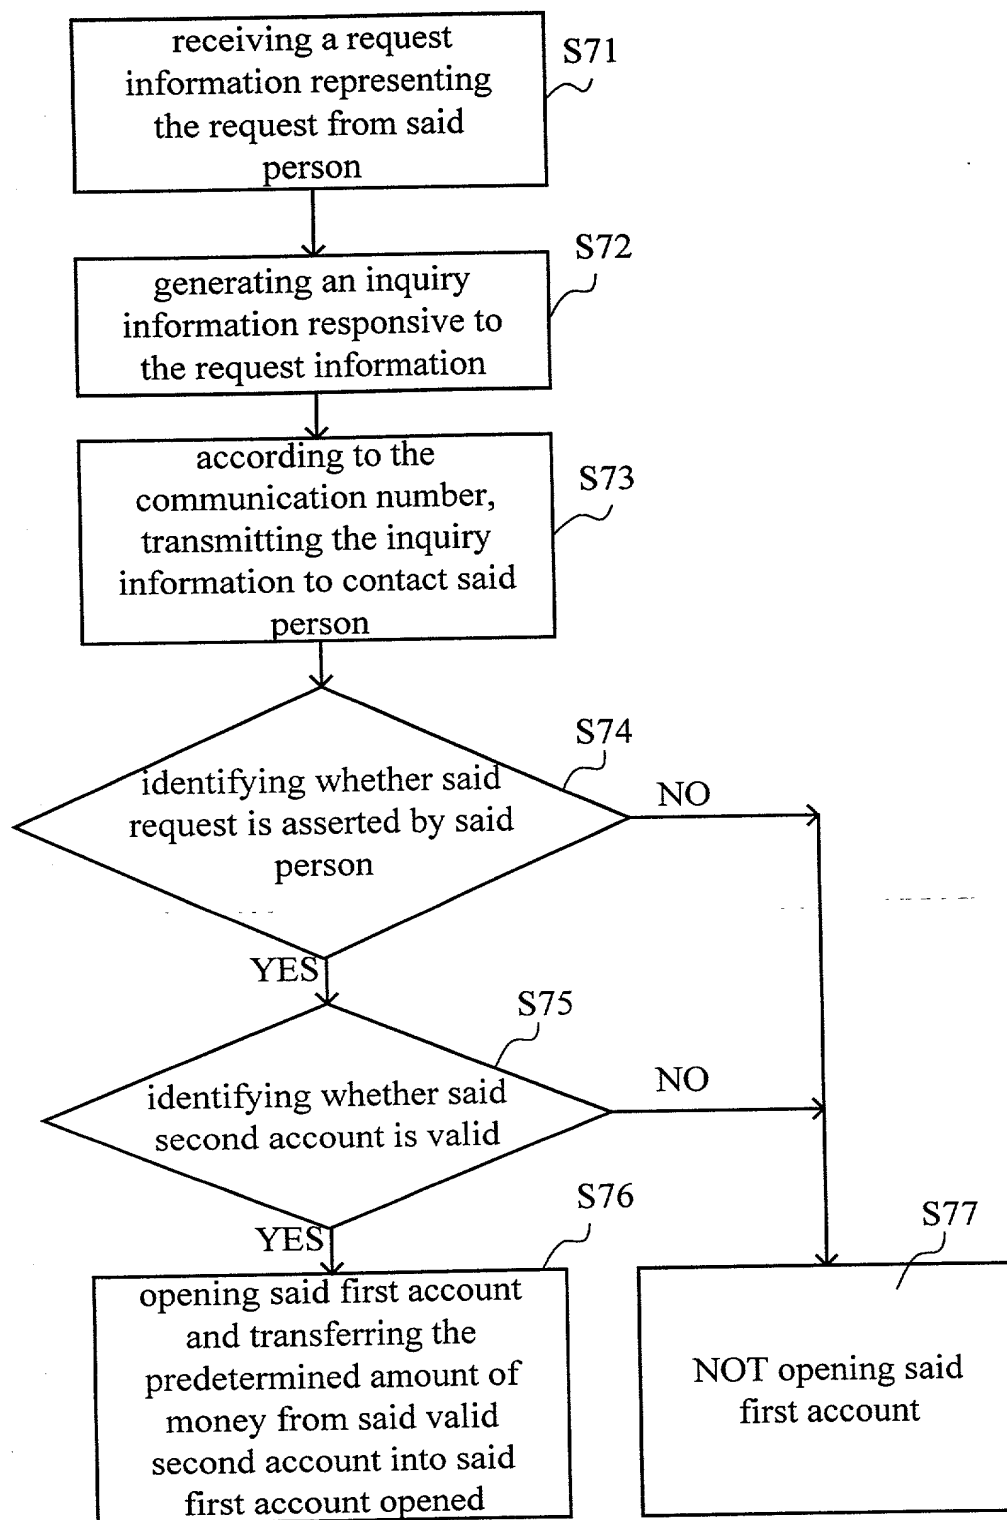 receiving a request
information representing
the request from said
person
S71
generating an inquiry
information responsive to
the request information
S72
according to the
communication number,
transmitting the inquiry
information to contact said
person
S73
identifying whether said
request is asserted by said
person
S74
NO
YES
identifying whether said
second account is valid
S75
NO
YES
opening said first account
and transferring the
predetermined amount of
money from said valid
second account into said
first account opened
S76
NOT opening said
first account
S77